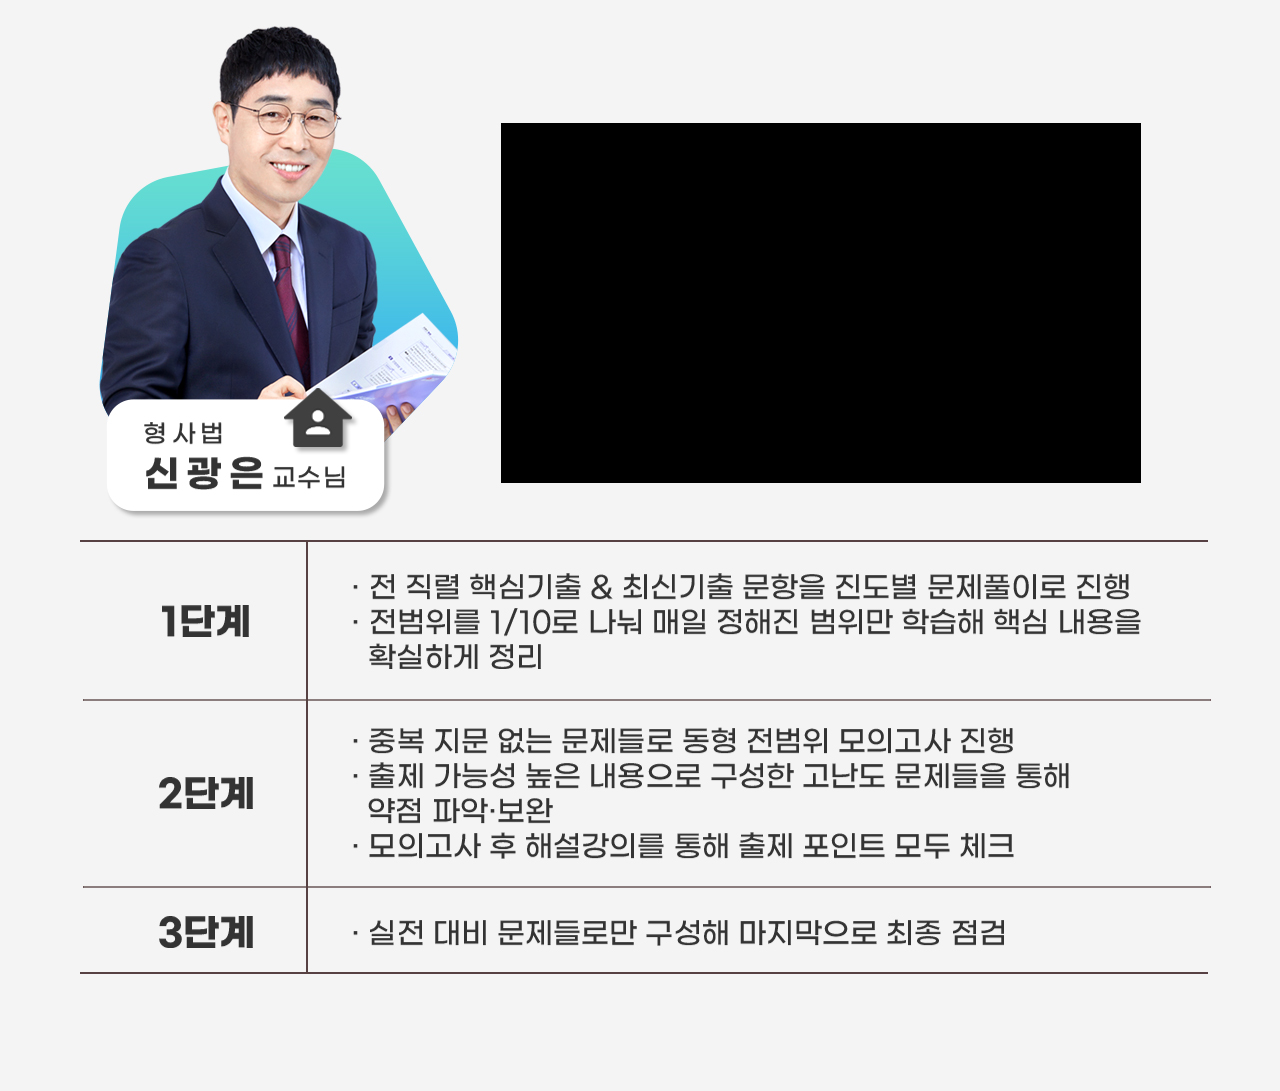 형사법
신광은 교수님
1단계
· 전 직렬 핵심기출 & 최신기출 문항을 진도별 문제풀이로 진행
· 전범위를 1/10로 나눠 매일 정해진 범위만 학습해 핵심 내용을
확실하게 정리
2단계
· 중복 지문 없는 문제들로 동형 전범위 모의고사 진행
· 출제 가능성 높은 내용으로 구성한 고난도 문제들을 통해
약점 파악·보완
· 모의고사 후 해설강의를 통해 출제 포인트 모두 체크
3단계
· 실전 대비 문제들로만 구성해 마지막으로 최종 점검